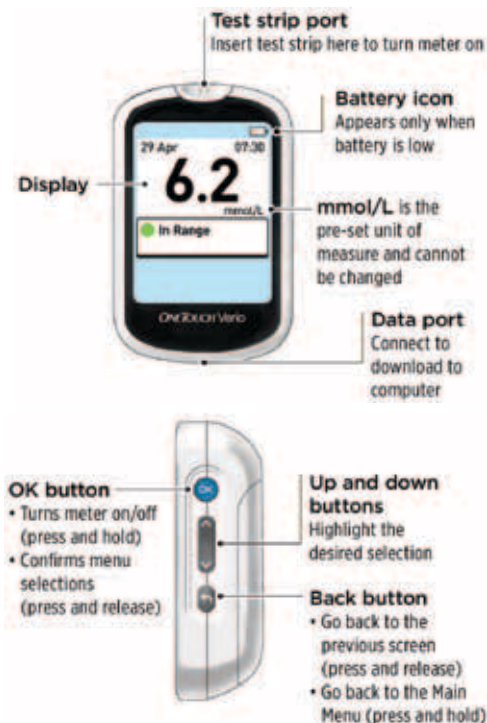 Test strip port
Insert test strip here to turn meter on
Battery icon
Appears only when
battery is low
29 Apr 07:30
6.2
mmol/L
In Range
Display
mmol/L is the
pre-set unit of
measure and cannot
be changed
ONETOUCH Verio
Data port
Connect to
download to
computer
OK button
• Turns meter on/off
(press and hold)
• Confirms menu
selections
(press and release)
OK
Up and down
buttons
Highlight the
desired selection
Back button
• Go back to the
previous screen
(press and release)
• Go back to the Main
Menu (press and hold)